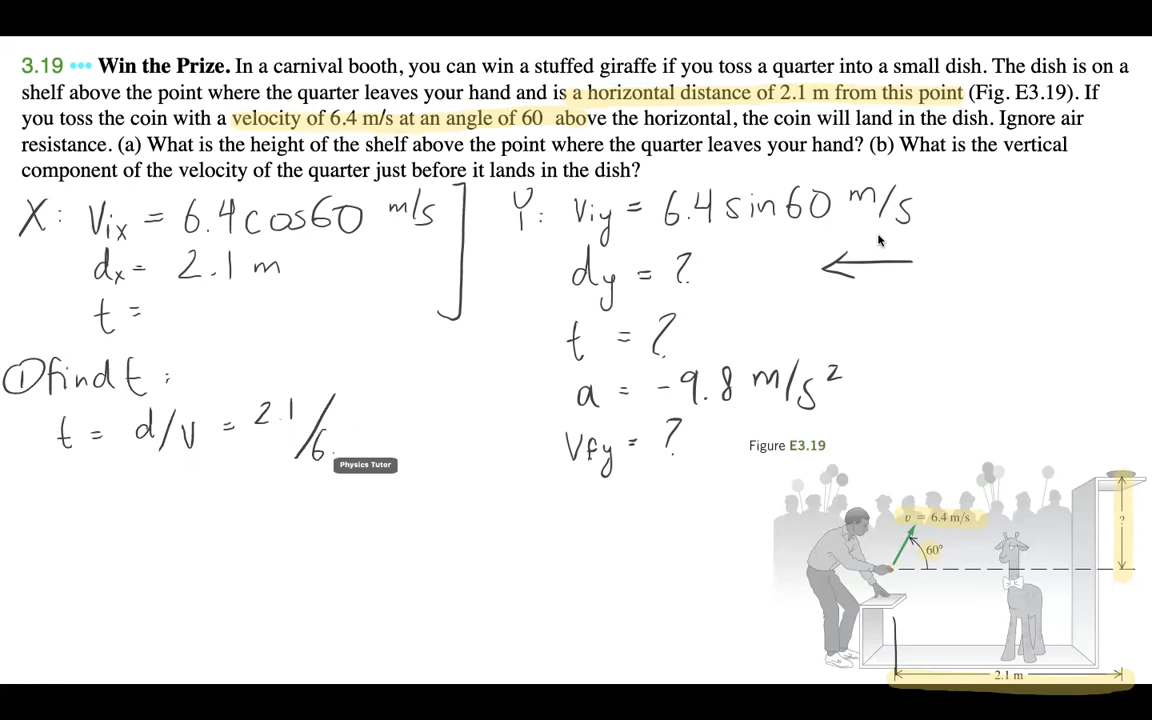 3.19 ••• Win the Prize. In a carnival booth, you can win a stuffed giraffe if you toss a quarter into a small dish. The dish is on a
shelf above the point where the quarter leaves your hand and is a horizontal distance of 2.1 m from this point (Fig. E3.19). If
you toss the coin with a velocity of 6.4 m/s at an angle of 60 above the horizontal, the coin will land in the dish. Ignore air
resistance. (a) What is the height of the shelf above the point where the quarter leaves your hand? (b) What is the vertical
component of the velocity of the quarter just before it lands in the dish?
X: Vix = 6.4cos60 m/s
dx = 2.1 m
t =
① find t:
t = d/v = 2.1/6.
Physics Tutor
Y: Viy = 6.4sin60 m/s
dy = ?
t = ?
a = -9.8 m/s²
Vfy = ?
Figure E3.19
v = 6.4 m/s
60°
?
2.1 m